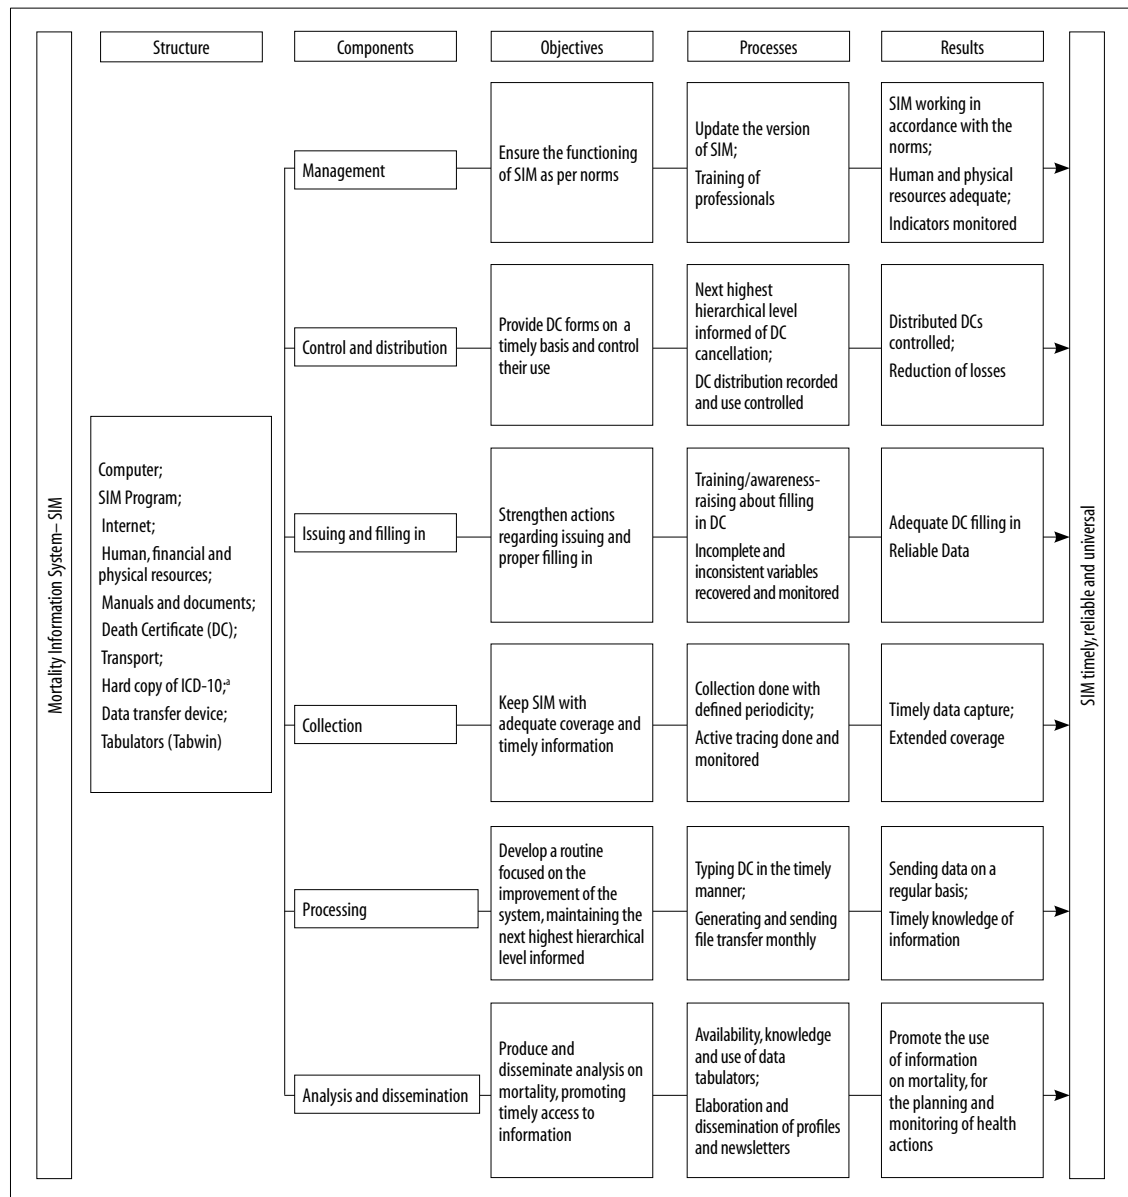 Mortality Information System– SIM
Structure
Components
Objectives
Processes
Results
Computer;
SIM Program;
Internet;
Human, financial and
physical resources;
Manuals and documents;
Death Certificate (DC);
Transport;
Hard copy of ICD-10;ª
Data transfer device;
Tabulators (Tabwin)
Management
Ensure the functioning
of SIM as per norms
Update the version
of SIM;
Training of
professionals
SIM working in
accordance with the
norms;
Human and physical
resources adequate;
Indicators monitored
Control and distribution
Provide DC forms on a
timely basis and control
their use
Next highest
hierarchical level
informed of DC
cancellation;
DC distribution recorded
and use controlled
Distributed DCs
controlled;
Reduction of losses
Issuing and filling in
Strengthen actions
regarding issuing and
proper filling in
Training/awareness-
raising about filling
in DC
Incomplete and
inconsistent variables
recovered and monitored
Adequate DC filling in
Reliable Data
Collection
Keep SIM with
adequate coverage and
timely information
Collection done with
defined periodicity;
Active tracing done and
monitored
Timely data capture;
Extended coverage
Processing
Develop a routine
focused on the
improvement of the
system, maintaining the
next highest hierarchical
level informed
Typing DC in the timely
manner;
Generating and sending
file transfer monthly
Sending data on a
regular basis;
Timely knowledge of
information
Analysis and dissemination
Produce and
disseminate analysis on
mortality, promoting
timely access to
information
Availability, knowledge
and use of data
tabulators;
Elaboration and
dissemination of profiles
and newsletters
Promote the use
of information
on mortality, for
the planning and
monitoring of health
actions
SIM timely, reliable and universal